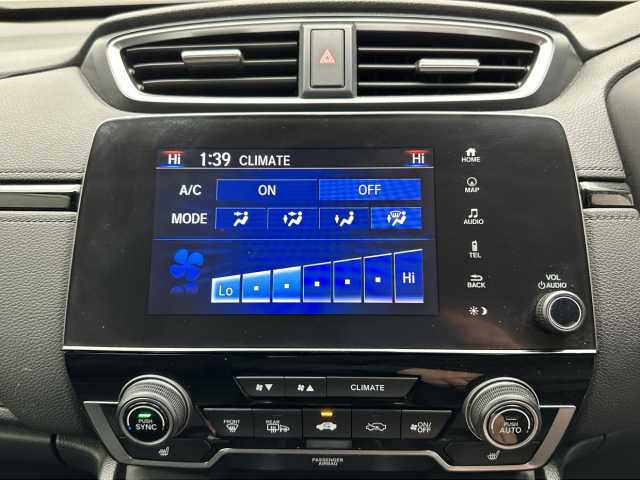 Hi 1:39 CLIMATE Hi
A/C ON OFF
MODE
Lo Hi
HOME
MAP
AUDIO
TEL
BACK
VOL
AUDIO
CLIMATE
PUSH
SYNC
FRONT
REAR
ON/
OFF
PUSH
AUTO
PASSENGER
AIRBAG